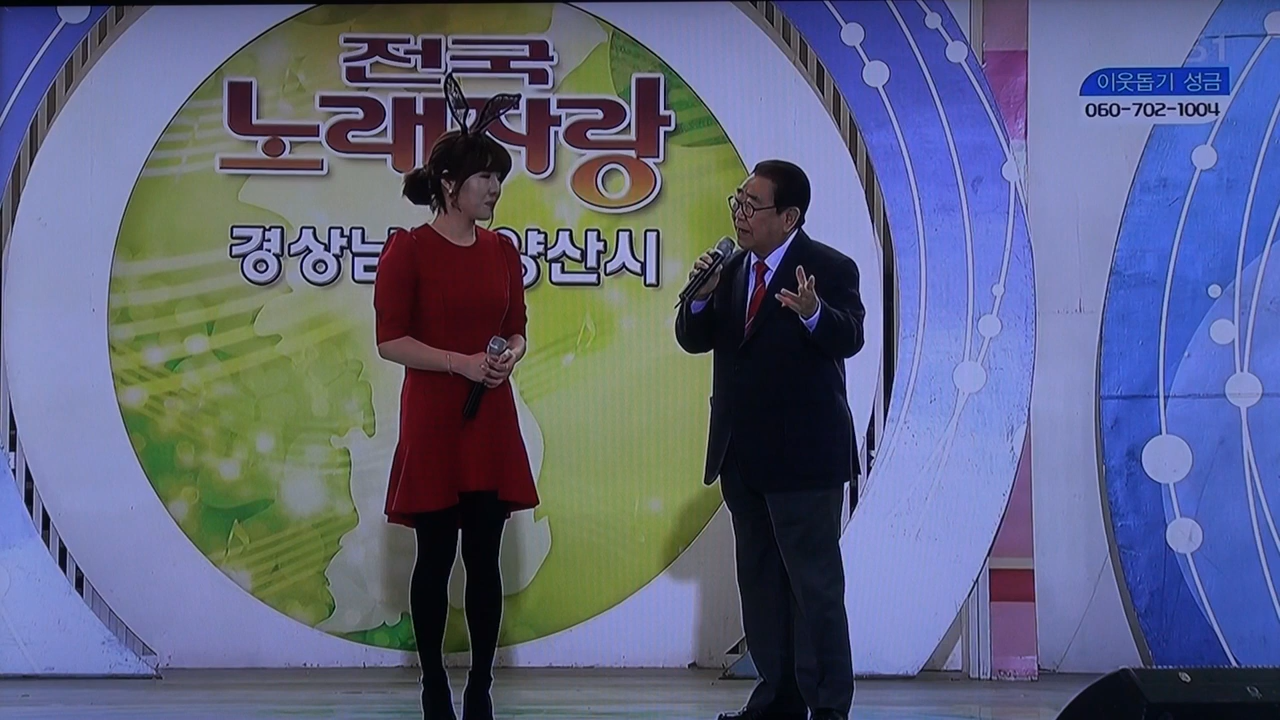 전국
노래자랑
경상남 양산시
이웃돕기 성금
060-702-1004